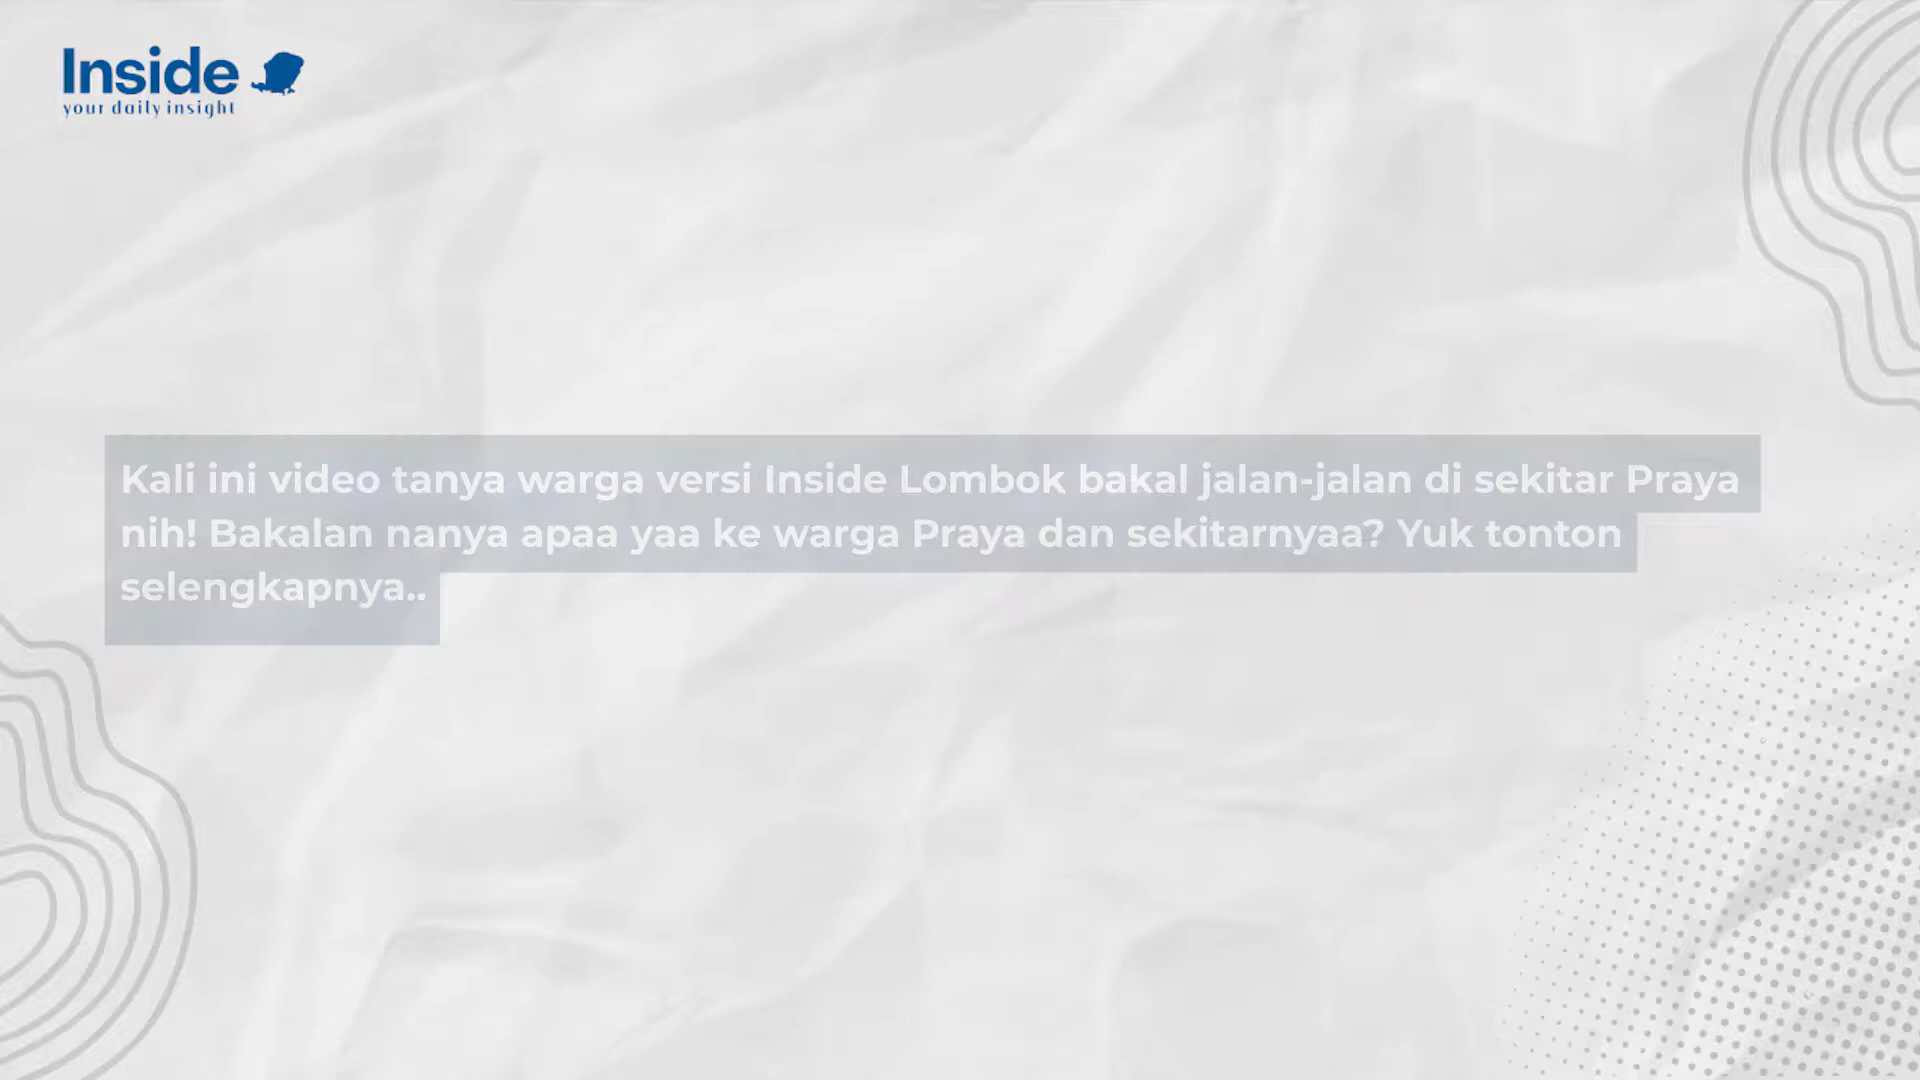 Inside
your daily insight
Kali ini video tanya warga versi Inside Lombok bakal jalan-jalan di sekitar Praya
nih! Bakalan nanya apaa yaa ke warga Praya dan sekitarnyaa? Yuk tonton
selengkapnya..